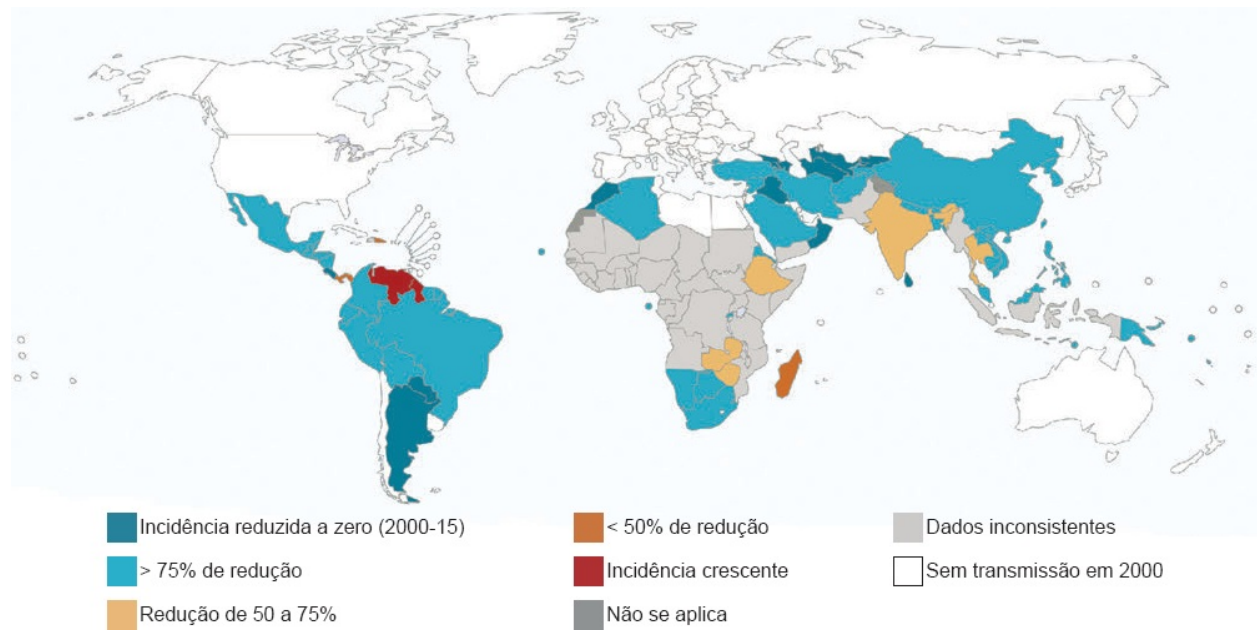 Incidência reduzida a zero (2000-15)
> 75% de redução
Redução de 50 a 75%
< 50% de redução
Incidência crescente
Não se aplica
Dados inconsistentes
Sem transmissão em 2000